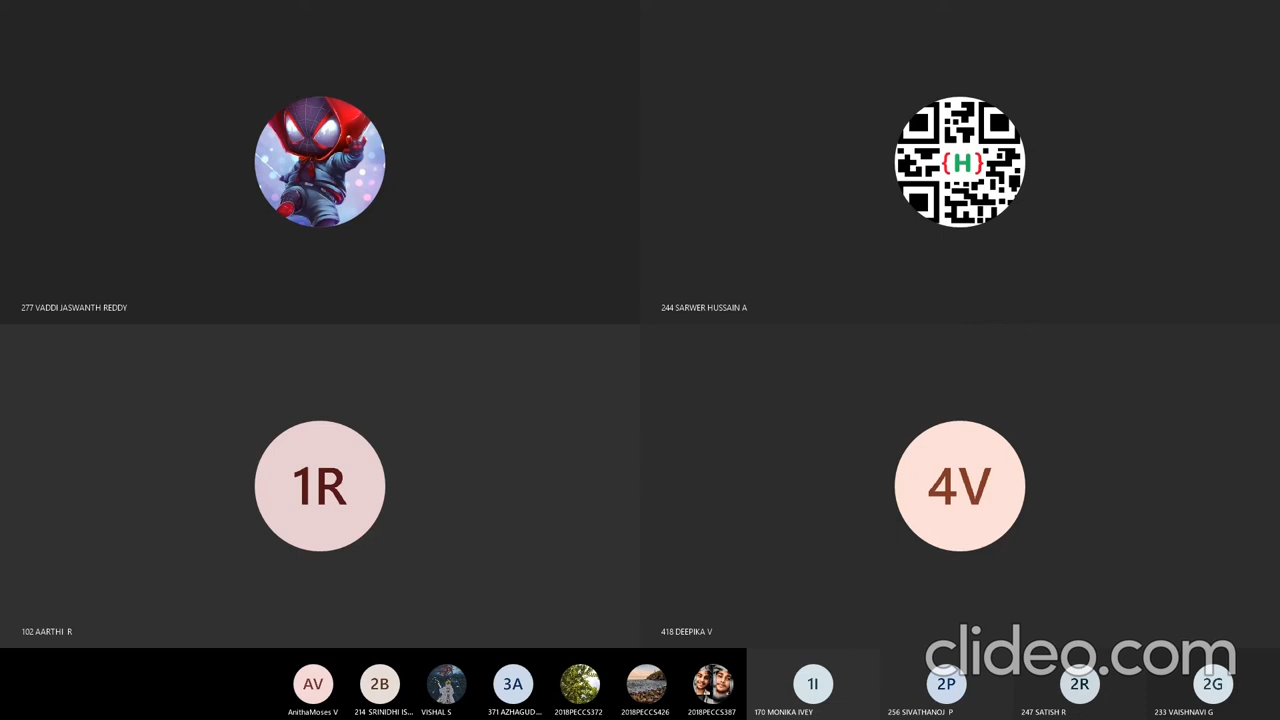 {H}
277 VADDI JASWANTH REDDY
244 SARWER HUSSAIN A
1R
4V
102 AARTHI R
418 DEEPIKA V
clideo.com
AV
2B
3A
1I
2P
2R
2G
AnithaMoses V
214 SRINIDHI IS...
VISHAL S
371 AZHAGUD...
2018PECCS372
2018PECCS426
2018PECCS387
170 MONIKA IVEY
256 SIVATHANOJ P
247 SATISH R
233 VAISHNAVI G